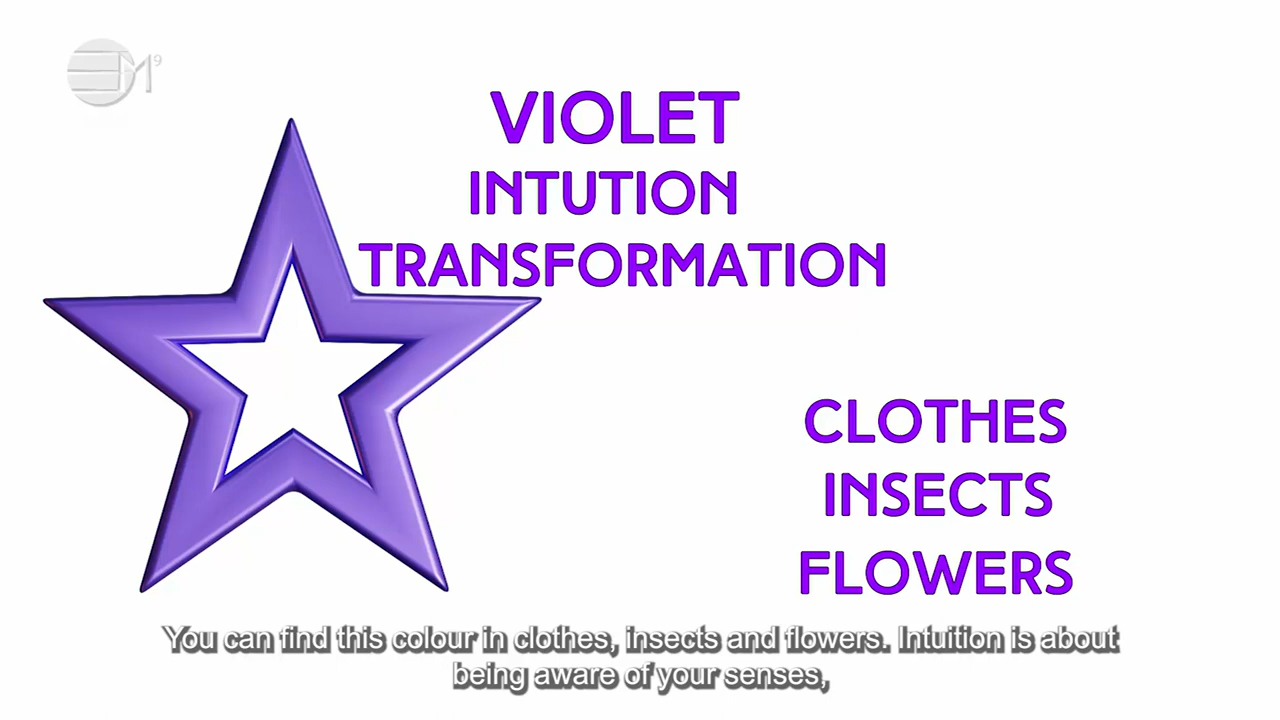 EM9
VIOLET
INTUTION
TRANSFORMATION
CLOTHES
INSECTS
FLOWERS
You can find this colour in clothes, insects and flowers. Intuition is about
being aware of your senses,